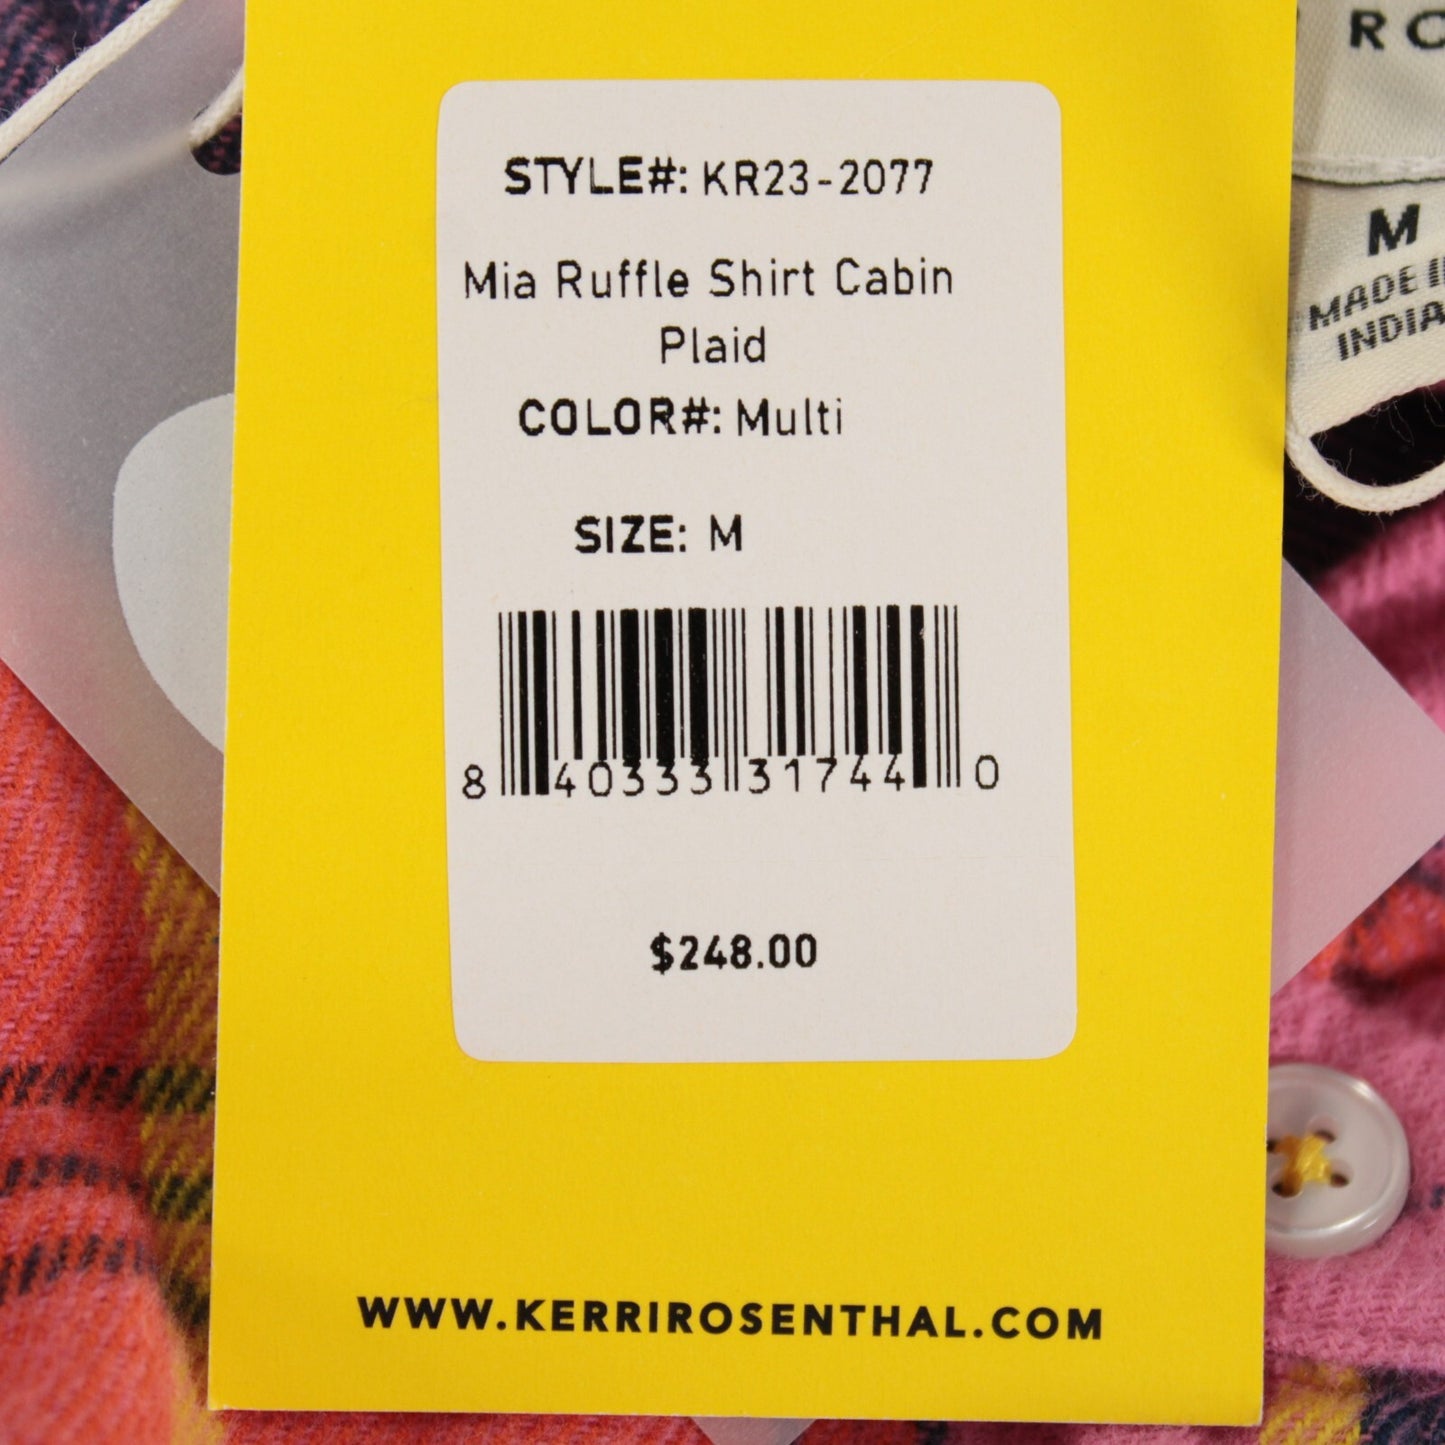 STYLE#: KR23-2077
Mia Ruffle Shirt Cabin
Plaid
COLOR#: Multi
SIZE: M
8 40333 31744 0
$248.00
WWW.KERRIROSENTHAL.COM
M
MADE IN
INDIA